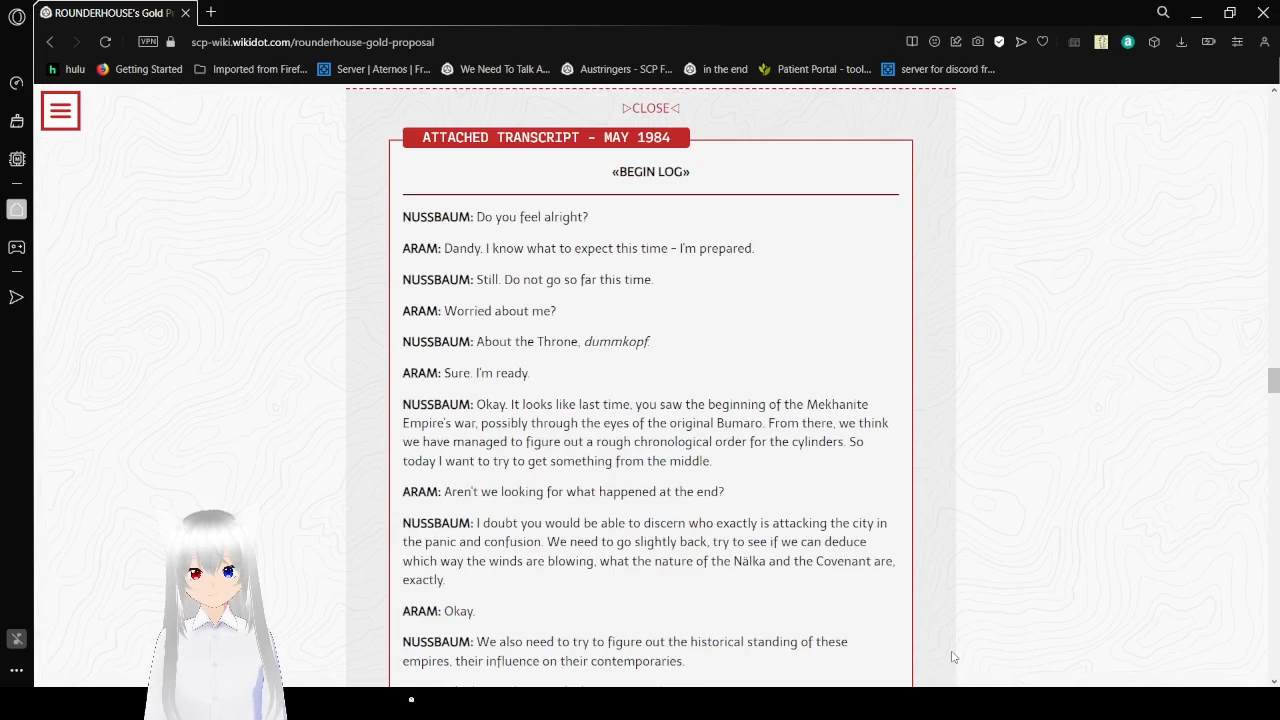 ROUNDERHOUSE's Gold P
scp-wiki.wikidot.com/rounderhouse-gold-proposal
VPN
h hulu
Getting Started
Imported from Firef...
Server | Aternos | Fr...
We Need To Talk A...
Austringers - SCP F...
in the end
Patient Portal - tool...
server for discord fr...
▷CLOSE◁
ATTACHED TRANSCRIPT – MAY 1984
«BEGIN LOG»
NUSSBAUM: Do you feel alright?
ARAM: Dandy. I know what to expect this time – I'm prepared.
NUSSBAUM: Still. Do not go so far this time.
ARAM: Worried about me?
NUSSBAUM: About the Throne, dummkopf.
ARAM: Sure. I'm ready.
NUSSBAUM: Okay. It looks like last time, you saw the beginning of the Mekhanite
Empire's war, possibly through the eyes of the original Bumaro. From there, we think
we have managed to figure out a rough chronological order for the cylinders. So
today I want to try to get something from the middle.
ARAM: Aren't we looking for what happened at the end?
NUSSBAUM: I doubt you would be able to discern who exactly is attacking the city in
the panic and confusion. We need to go slightly back, try to see if we can deduce
which way the winds are blowing, what the nature of the Nälka and the Covenant are,
exactly.
ARAM: Okay.
NUSSBAUM: We also need to try to figure out the historical standing of these
empires, their influence on their contemporaries.